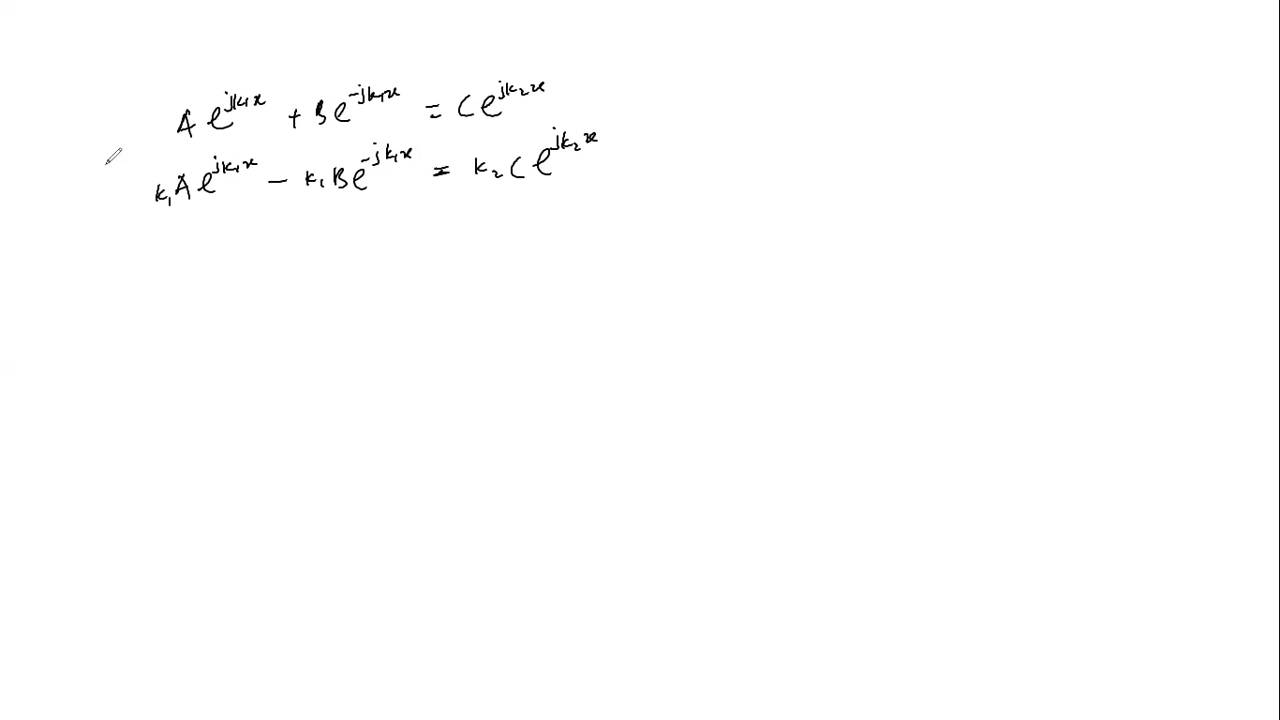 A e^{jk₁x} + B e^{-jk₁x} = C e^{jk₂x}
k₁A e^{jk₁x} − k₁B e^{-jk₁x} = k₂C e^{jk₂x}